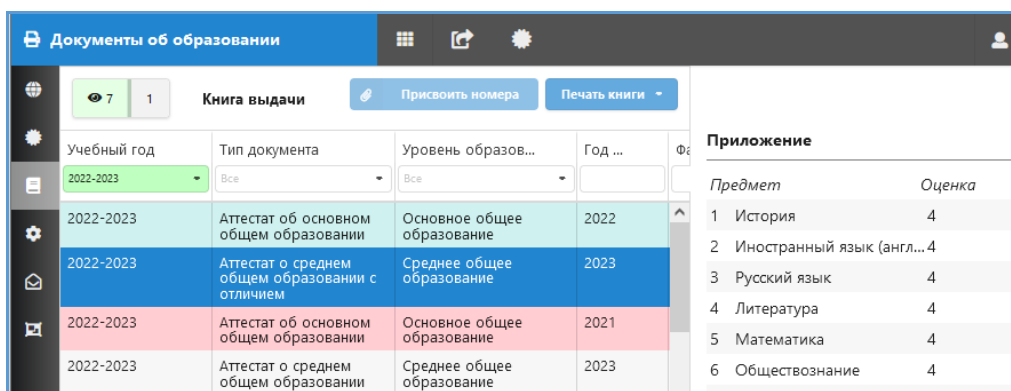 Документы об образовании
7 1 Книга выдачи Присвоить номера Печать книги
Учебный год Тип документа Уровень образов... Год ...
2022-2023 Все Все
2022-2023 Аттестат об основном общем образовании Основное общее образование 2022
2022-2023 Аттестат о среднем общем образовании с отличием Среднее общее образование 2023
2022-2023 Аттестат об основном общем образовании Основное общее образование 2021
2022-2023 Аттестат о среднем общем образовании Среднее общее образование 2023
Приложение
Предмет Оценка
1 История 4
2 Иностранный язык (англ... 4
3 Русский язык 4
4 Литература 4
5 Математика 4
6 Обществознание 4